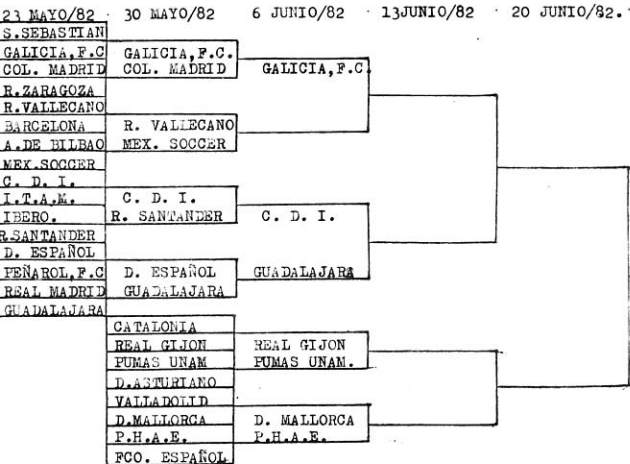 23 MAYO/82 30 MAYO/82 6 JUNIO/82 13JUNIO/82 20 JUNIO/82.
S.SEBASTIAN
GALICIA,F.C GALICIA,F.C.
COL. MADRID COL. MADRID GALICIA,F.C
R.ZARAGOZA
R.VALLECANO
BARCELONA R. VALLECANO
A.DE BILBAO MEX. SOCCER
MEX.SOCCER
C. D. I.
I.T.A.M. C. D. I.
IBERO. R. SANTANDER C. D. I.
R.SANTANDER
D. ESPAÑOL
PEÑAROL,F.C D. ESPAÑOL GUADALAJARA
REAL MADRID GUADALAJARA
GUADALAJARA
CATALONIA
REAL GIJON REAL GIJON
PUMAS UNAM PUMAS UNAM.
D.ASTURIANO
VALLADOLID
D.MALLORCA D. MALLORCA
P.H.A.E. P.H.A.E.
FCO. ESPAÑOL